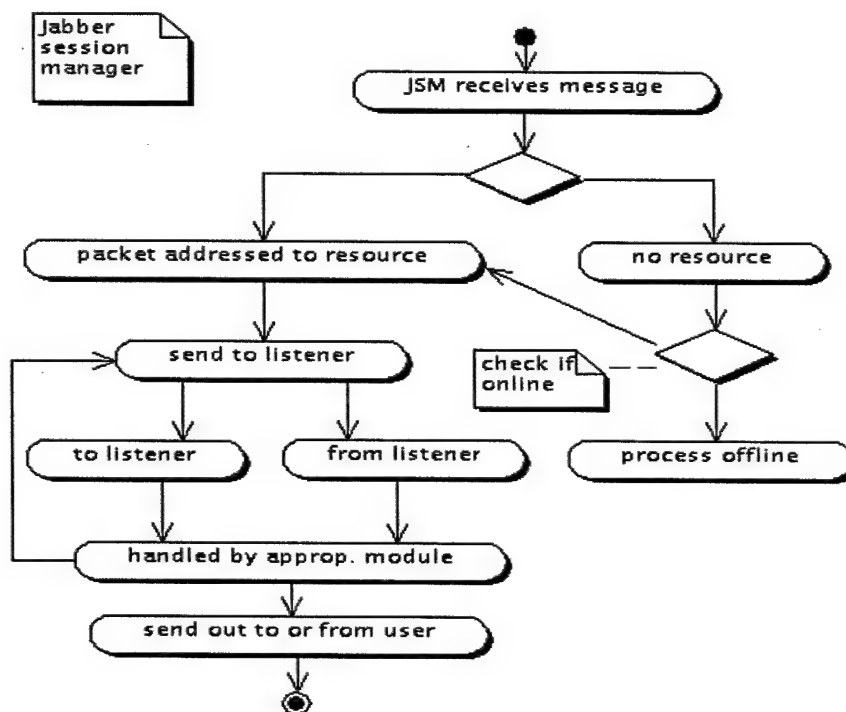 Jabber
session
manager
JSM receives message
packet addressed to resource
no resource
send to listener
check if
online
to listener
from listener
process offline
handled by approp. module
send out to or from user